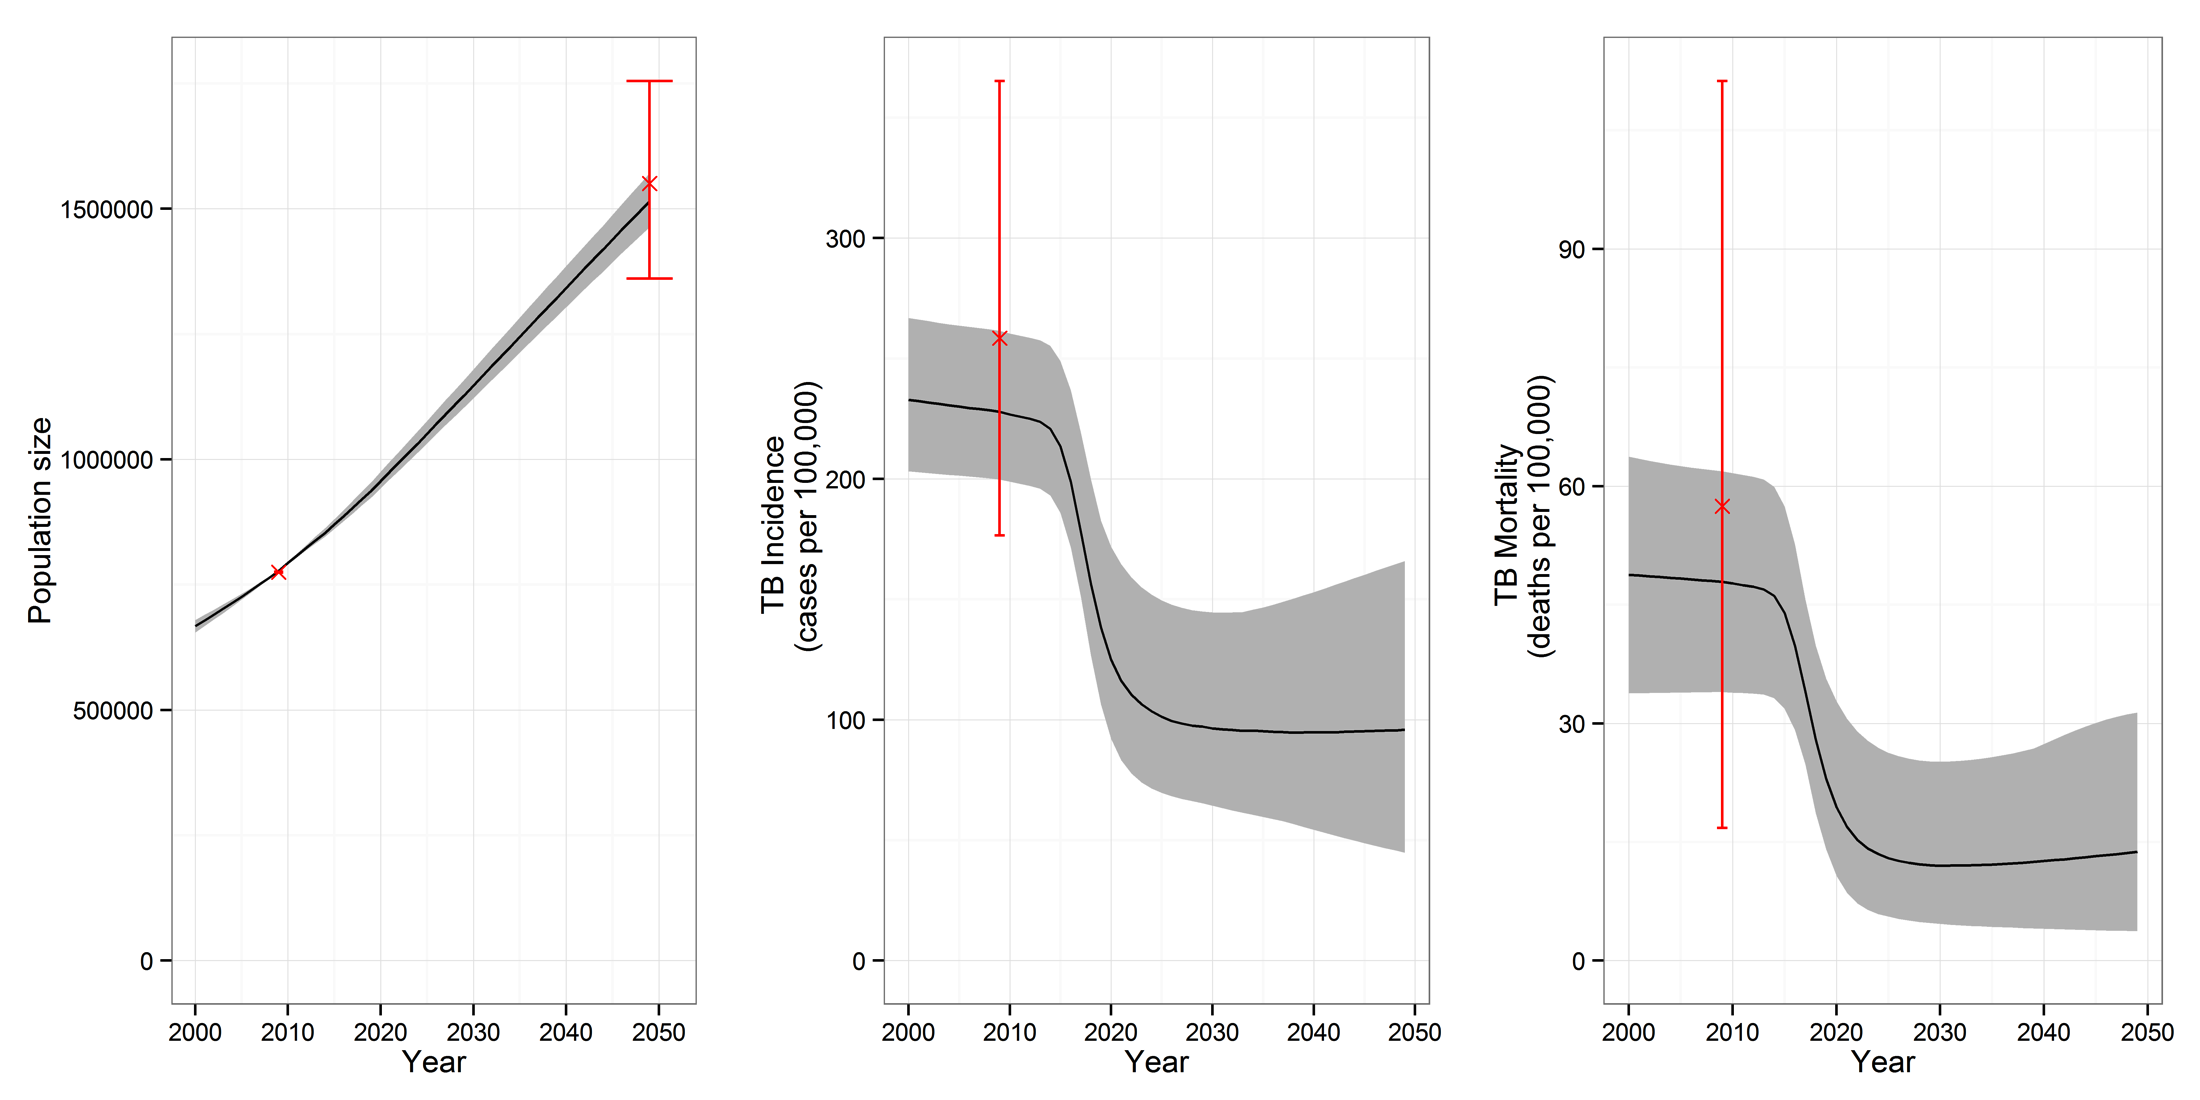 Population size
1500000
1000000
500000
0
2000 2010 2020 2030 2040 2050
Year
TB Incidence
(cases per 100,000)
300
200
100
0
2000 2010 2020 2030 2040 2050
Year
TB Mortality
(deaths per 100,000)
90
60
30
0
2000 2010 2020 2030 2040 2050
Year